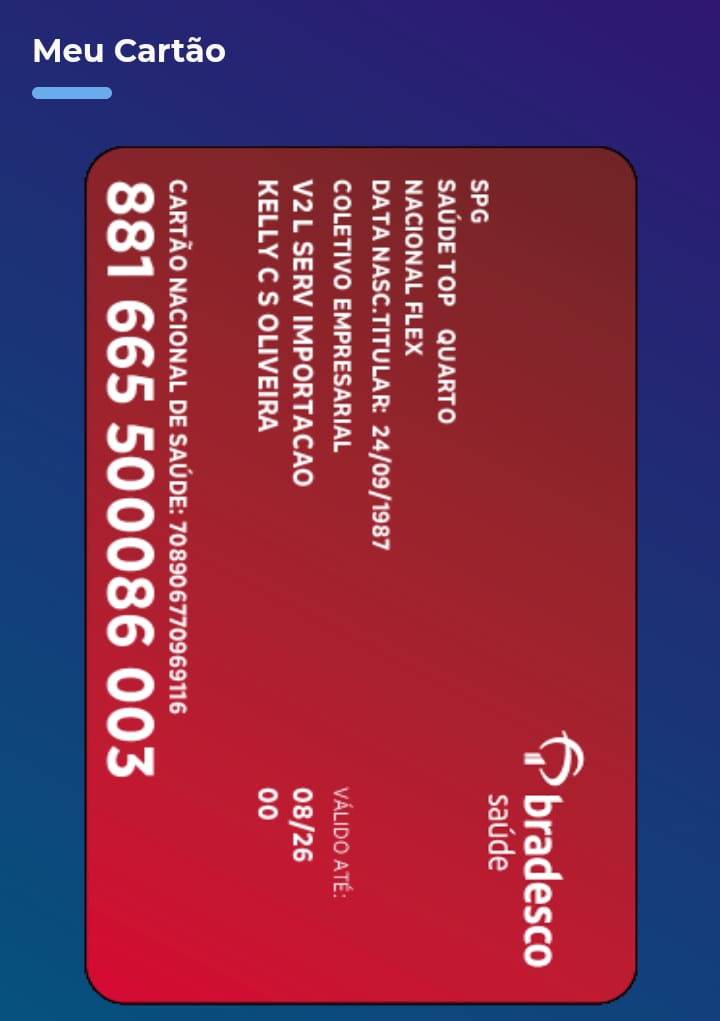 Meu Cartão
bradesco
saúde
SPG
SAÚDE TOP QUARTO
NACIONAL FLEX
DATA NASC.TITULAR: 24/09/1987
COLETIVO EMPRESARIAL
VÁLIDO ATÉ:
V2 L SERV IMPORTACAO 08/26
KELLY C S OLIVEIRA 00
CARTÃO NACIONAL DE SAÚDE: 708906770969116
881 665 500086 003